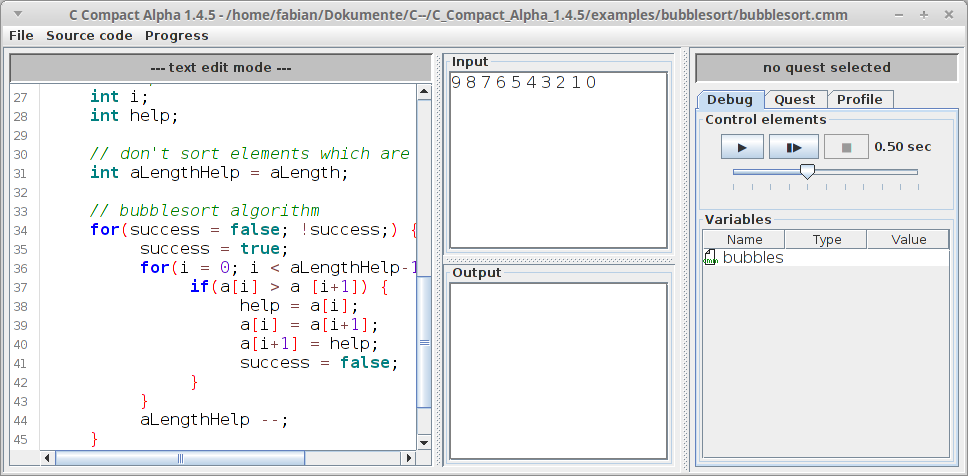 C Compact Alpha 1.4.5 - /home/fabian/Dokumente/C--/C_Compact_Alpha_1.4.5/examples/bubblesort/bubblesort.cmm
File Source code Progress
--- text edit mode ---
27 int i;
28 int help;
29
30 // don't sort elements which are
31 int aLengthHelp = aLength;
32
33 // bubblesort algorithm
34 for(success = false; !success;) {
35 success = true;
36 for(i = 0; i < aLengthHelp-1
37 if(a[i] > a [i+1]) {
38 help = a[i];
39 a[i] = a[i+1];
40 a[i+1] = help;
41 success = false;
42 }
43 }
44 aLengthHelp --;
45 }
Input
9 8 7 6 5 4 3 2 1 0
Output
no quest selected
Debug Quest Profile
Control elements
0.50 sec
Variables
Name Type Value
bubbles